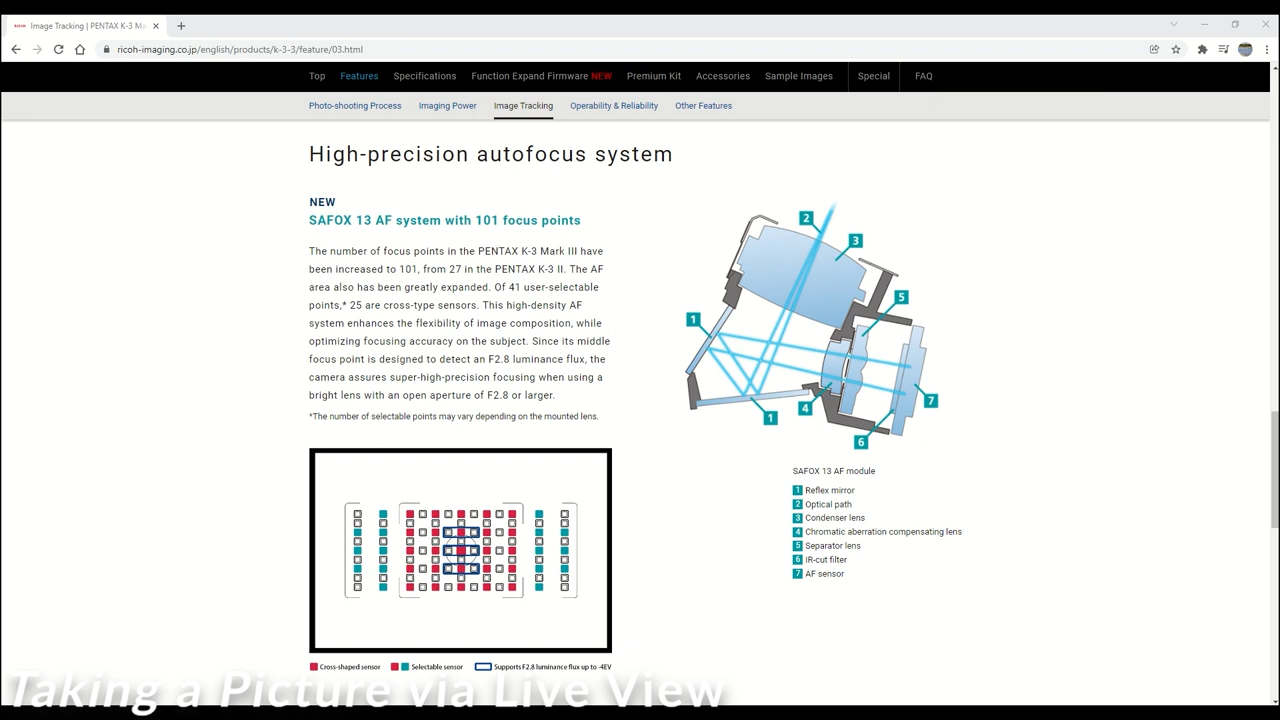 RICOH Image Tracking | PENTAX K-3 Ma
ricoh-imaging.co.jp/english/products/k-3-3/feature/03.html
Top Features Specifications Function Expand Firmware NEW Premium Kit Accessories Sample Images Special FAQ
Photo-shooting Process Imaging Power Image Tracking Operability & Reliability Other Features
High-precision autofocus system
NEW
SAFOX 13 AF system with 101 focus points
The number of focus points in the PENTAX K-3 Mark III have
been increased to 101, from 27 in the PENTAX K-3 II. The AF
area also has been greatly expanded. Of 41 user-selectable
points,* 25 are cross-type sensors. This high-density AF
system enhances the flexibility of image composition, while
optimizing focusing accuracy on the subject. Since its middle
focus point is designed to detect an F2.8 luminance flux, the
camera assures super-high-precision focusing when using a
bright lens with an open aperture of F2.8 or larger.
*The number of selectable points may vary depending on the mounted lens.
2
3
5
1
4
7
1
6
SAFOX 13 AF module
1 Reflex mirror
2 Optical path
3 Condenser lens
4 Chromatic aberration compensating lens
5 Separator lens
6 IR-cut filter
7 AF sensor
Cross-shaped sensor Selectable sensor Supports F2.8 luminance flux up to -4EV
Taking a Picture via Live View